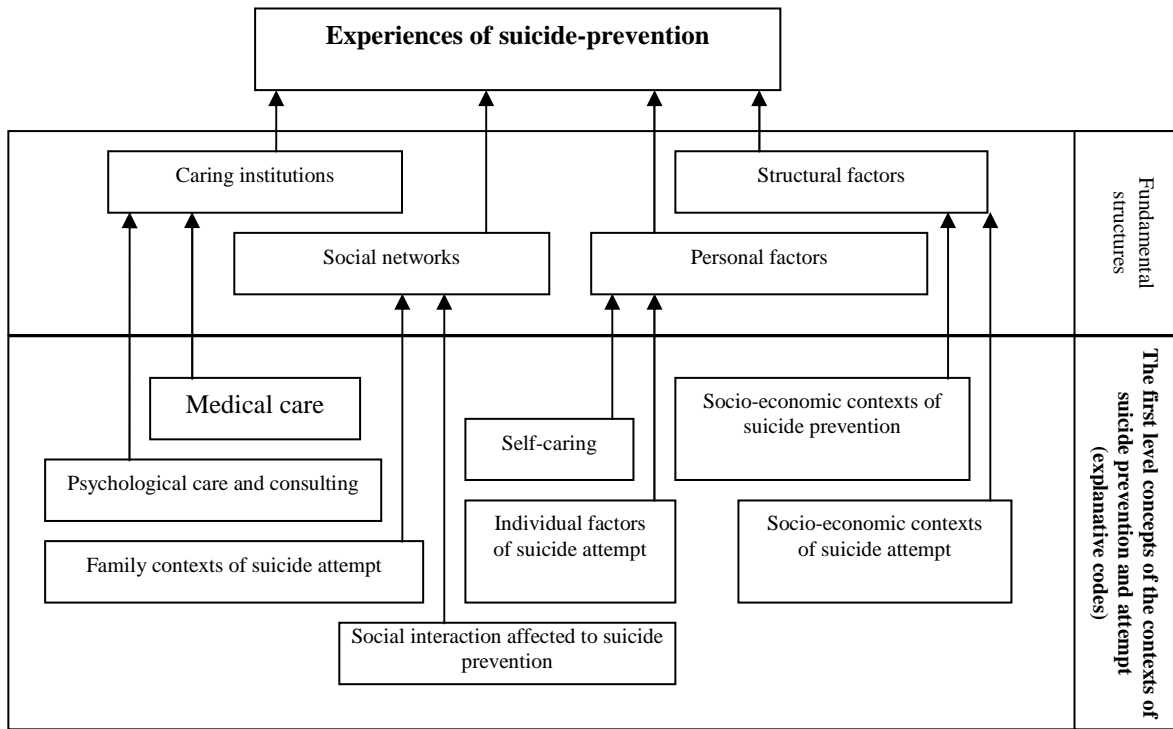 Experiences of suicide-prevention
Caring institutions
Structural factors
Social networks
Personal factors
Fundamental
structures
Medical care
Socio-economic contexts of
suicide prevention
Self-caring
Psychological care and consulting
Individual factors
of suicide attempt
Socio-economic contexts
of suicide attempt
Family contexts of suicide attempt
Social interaction affected to suicide
prevention
The first level concepts of the contexts of
suicide prevention and attempt
(explanative codes)